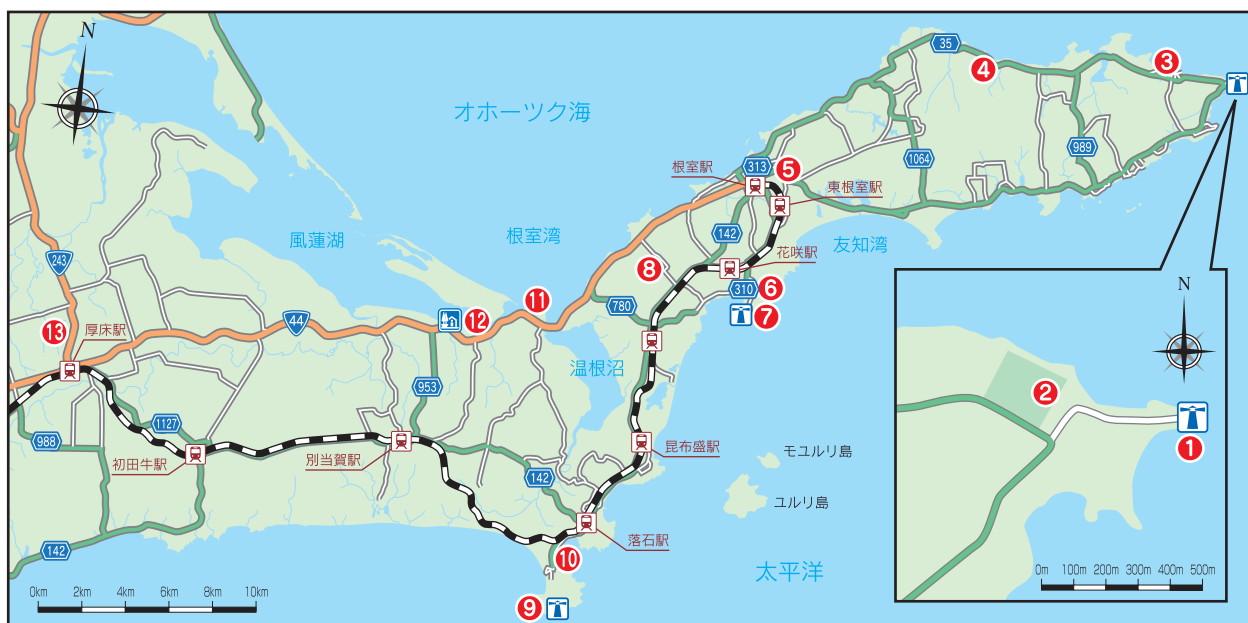 N
オホーツク海
35
4
3
989
1064
313
根室駅
5
東根室駅
風蓮湖
根室湾
142
花咲駅
友知湾
243
8
310
6
7
780
11
12
44
13
厚床駅
温根沼
953
988
1127
初田牛駅
別当賀駅
142
昆布盛駅
モユルリ島
ユルリ島
142
落石駅
10
9
太平洋
0km
2km
4km
6km
8km
10km
N
2
1
0m
100m
200m
300m
400m
500m